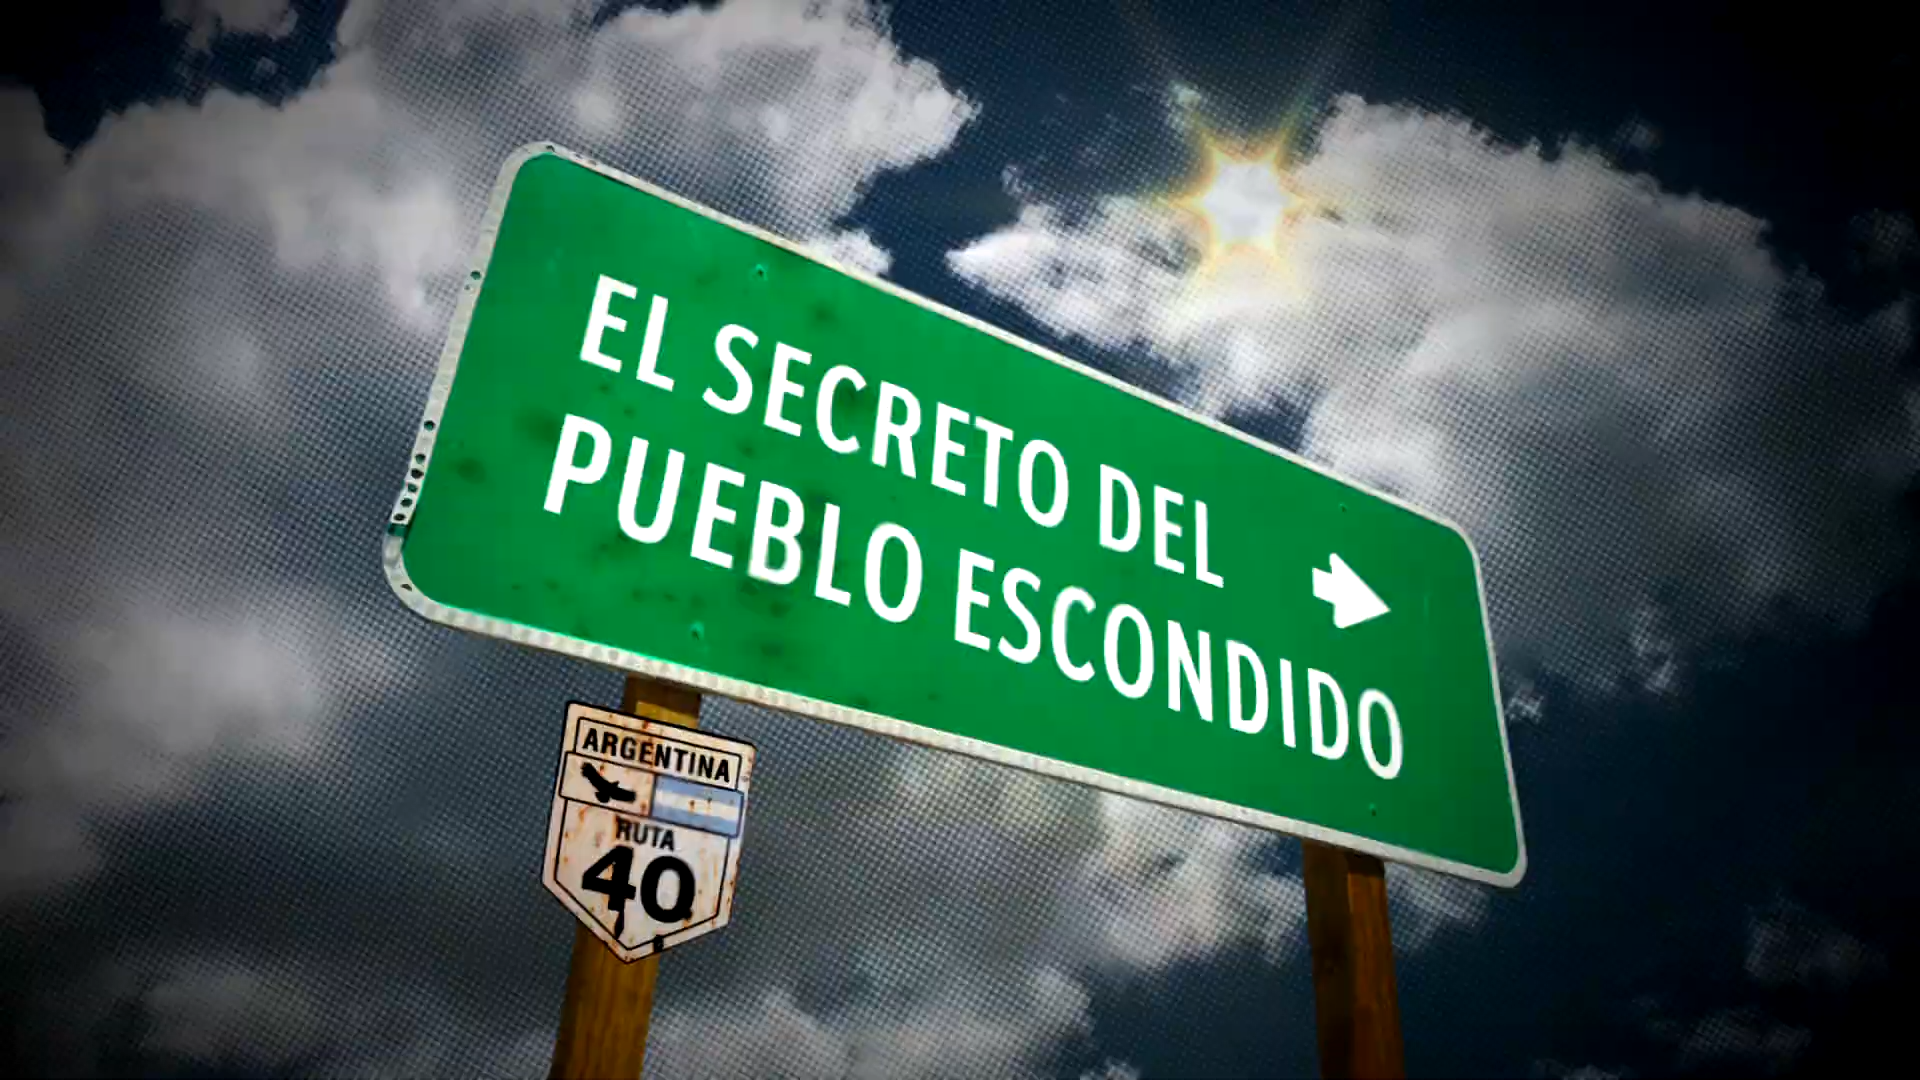 EL SECRETO DEL
PUEBLO ESCONDIDO
ARGENTINA
RUTA
40